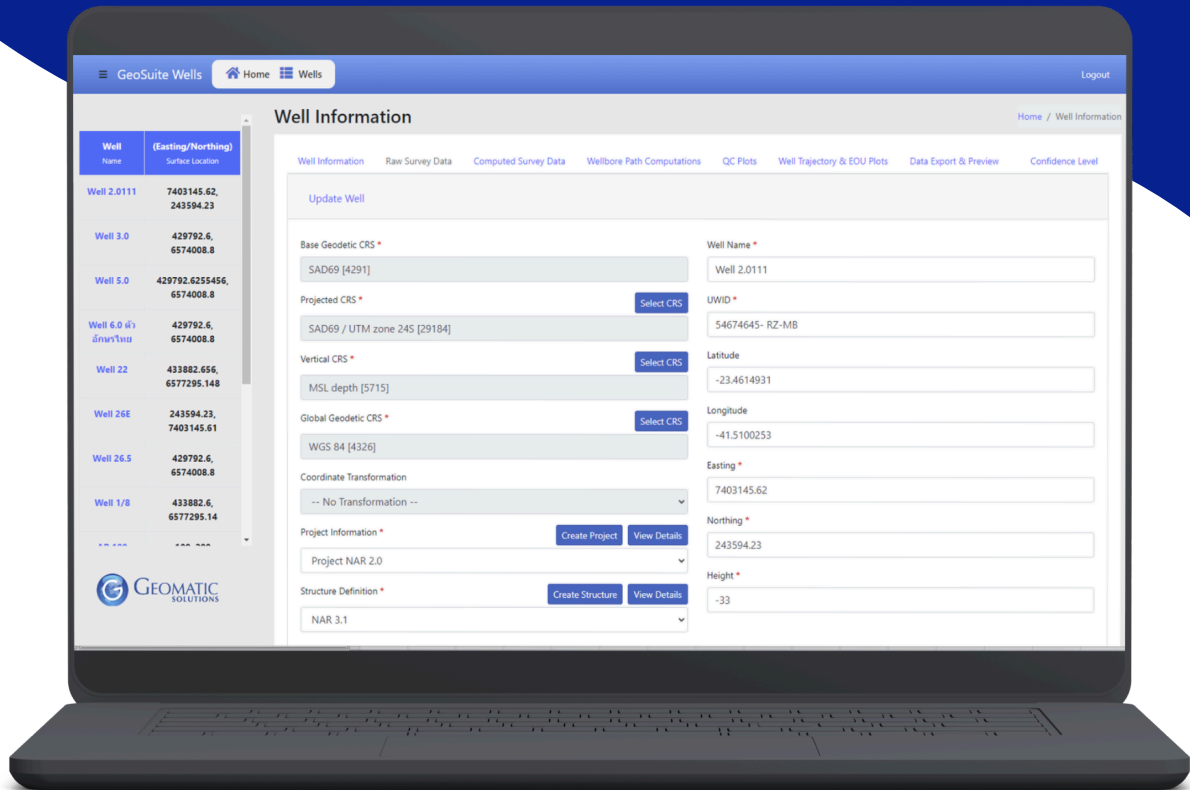 ≡ GeoSuite Wells Home Wells Logout
Well Information
Home / Well Information
Well (Easting/Northing)
Name Surface Location
Well 2.0111 7403145.62,
243594.23
Well 3.0 429792.6,
6574008.8
Well 5.0 429792.6255456,
6574008.8
Well 6.0 ตัว 429792.6,
อักษรไทย 6574008.8
Well 22 433882.656,
6577295.148
Well 26E 243594.23,
7403145.61
Well 26.5 429792.6,
6574008.8
Well 1/8 433882.6,
6577295.14
GEOMATIC
SOLUTIONS
Well Information Raw Survey Data Computed Survey Data Wellbore Path Computations QC Plots Well Trajectory & EOU Plots Data Export & Preview Confidence Level
Update Well
Base Geodetic CRS *
SAD69 [4291]
Projected CRS * Select CRS
SAD69 / UTM zone 24S [29184]
Vertical CRS * Select CRS
MSL depth [5715]
Global Geodetic CRS * Select CRS
WGS 84 [4326]
Coordinate Transformation
-- No Transformation --
Project Information * Create Project View Details
Project NAR 2.0
Structure Definition * Create Structure View Details
NAR 3.1
Well Name *
Well 2.0111
UWID *
54674645- RZ-MB
Latitude
-23.4614931
Longitude
-41.5100253
Easting *
7403145.62
Northing *
243594.23
Height *
-33